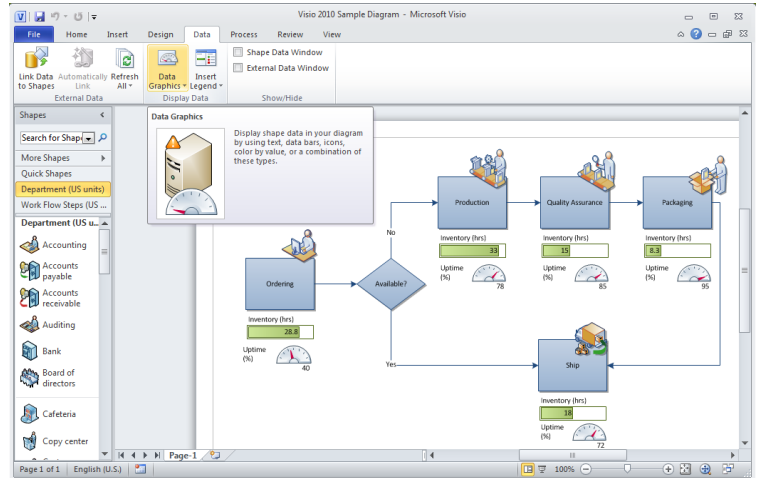 Visio 2010 Sample Diagram - Microsoft Visio
File Home Insert Design Data Process Review View
Link Data to Shapes
Automatically Link
Refresh All
External Data
Data Graphics
Insert Legend
Display Data
Shape Data Window
External Data Window
Show/Hide
Shapes
Search for Shap
More Shapes
Quick Shapes
Department (US units)
Work Flow Steps (US ...
Department (US u...
Accounting
Accounts
payable
Accounts
receivable
Auditing
Bank
Board of
directors
Cafeteria
Copy center
Data Graphics
Display shape data in your diagram
by using text, data bars, icons,
color by value, or a combination of
these types.
Production
Inventory (hrs)
33
Uptime
(%)
78
Quality Assurance
Inventory (hrs)
15
Uptime
(%)
85
Packaging
Inventory (hrs)
8.3
Uptime
(%)
95
No
Ordering
Available?
Inventory (hrs)
28.8
Uptime
(%)
40
Yes
Ship
Inventory (hrs)
18
Uptime
(%)
72
Page-1
Page 1 of 1 English (U.S.) 100%